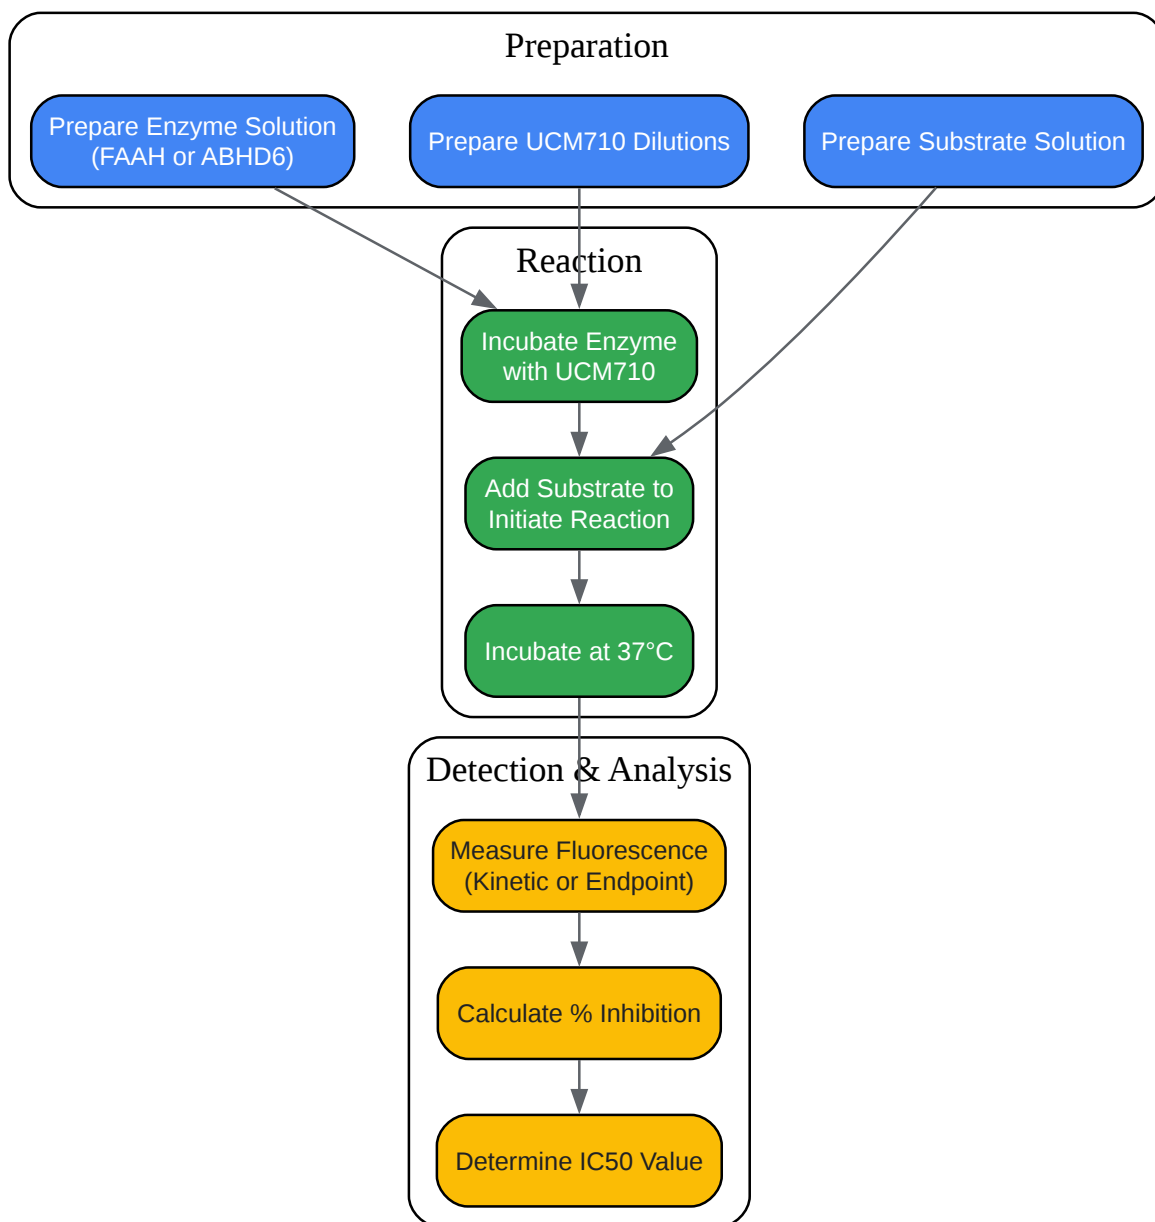 Preparation
Prepare Enzyme Solution
(FAAH or ABHD6)
Prepare UCM710 Dilutions
Prepare Substrate Solution
Reaction
Incubate Enzyme
with UCM710
Add Substrate to
Initiate Reaction
Incubate at 37°C
Detection & Analysis
Measure Fluorescence
(Kinetic or Endpoint)
Calculate % Inhibition
Determine IC50 Value